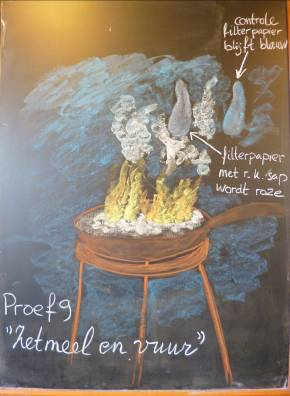 controle
filterpapier
blijft blauw
filterpapier
met r.k.sap
wordt roze
Proef 9
"Zetmeel en vuur"